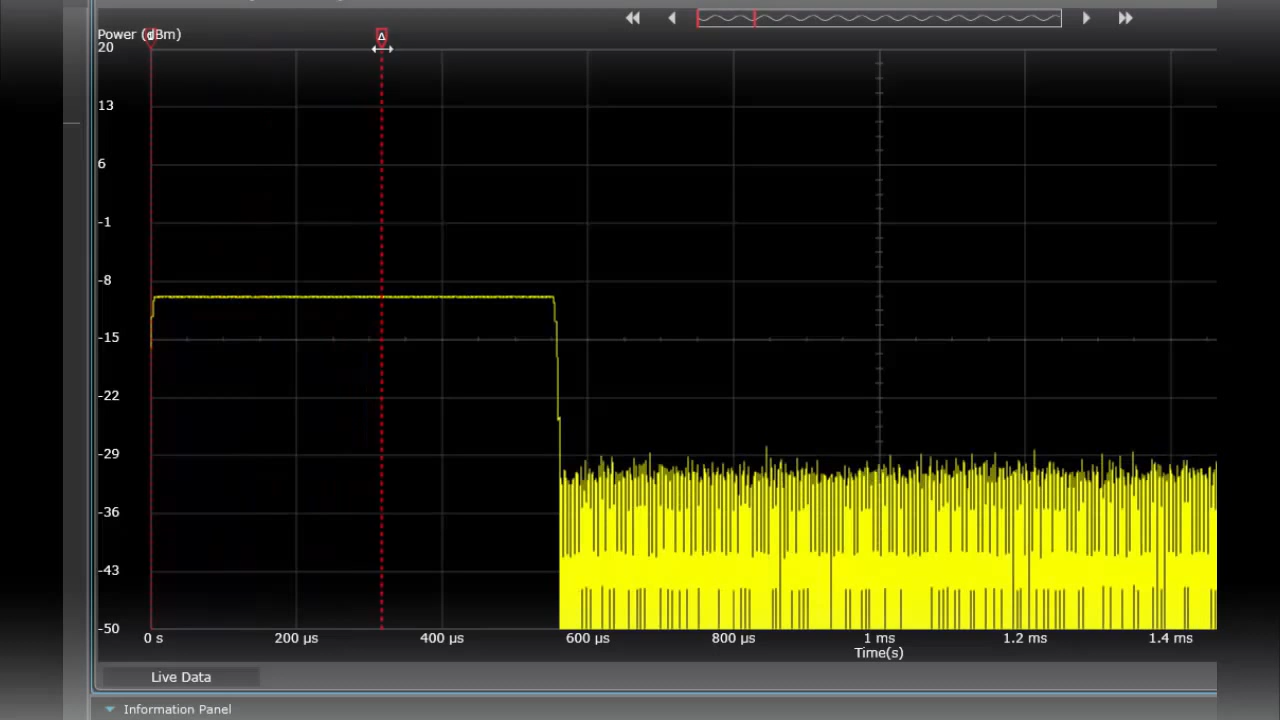 Power (dBm)
Δ
20
13
6
-1
-8
-15
-22
-29
-36
-43
-50
0 s 200 µs 400 µs 600 µs 800 µs 1 ms 1.2 ms 1.4 ms
Time(s)
Live Data
Information Panel